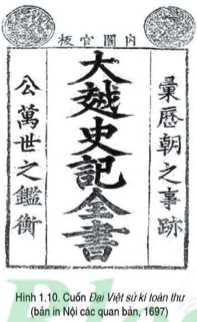 內閣官板
彙歷朝之事跡
大越史記全書
公萬世之鑑衡
Hình 1.10. Cuốn Đại Việt sử kí toàn thư
(bản in Nội các quan bản, 1697)